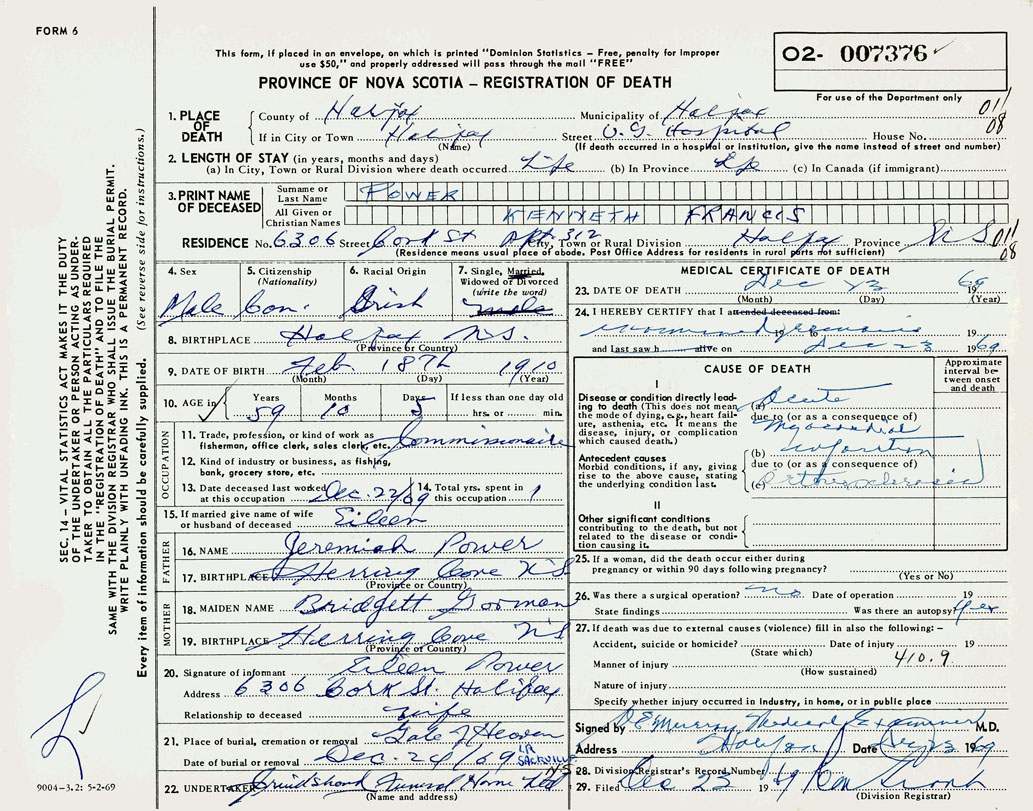 FORM 6
This form, if placed in an envelope, on which is printed "Dominion Statistics – Free, penalty for improper
use $50," and properly addressed will pass through the mail "FREE"
PROVINCE OF NOVA SCOTIA – REGISTRATION OF DEATH
02- 007376
For use of the Department only
011
08
1. PLACE OF DEATH
County of Halifax Municipality of Halifax
If in City or Town Halifax Street V.G. Hospital House No.
(Name) (If death occurred in a hospital or institution, give the name instead of street and number)
2. LENGTH OF STAY (in years, months and days)
(a) In City, Town or Rural Division where death occurred Life (b) In Province Life (c) In Canada (if immigrant)
3. PRINT NAME OF DECEASED
Surname or Last Name POWER
All Given or Christian Names KENNETH FRANCIS
RESIDENCE No. 6306 Street Cork St Apt. 312 City, Town or Rural Division Halifax Province N S 011
08
(Residence means usual place of abode. Post Office Address for residents in rural parts not sufficient)
4. Sex
Male
5. Citizenship
(Nationality)
Can.
6. Racial Origin
Irish
7. Single, Married,
Widowed or Divorced
(write the word)
8. BIRTHPLACE Halifax N.S.
(Province or Country)
9. DATE OF BIRTH Feb. 18th 1910
(Month) (Day) (Year)
10. AGE in Years 59 Months 10 Days 5 If less than one day old
hrs. or min.
OCCUPATION
11. Trade, profession, or kind of work as
fisherman, office clerk, sales clerk, etc. Commissionaire
12. Kind of industry or business, as fishing,
bank, grocery store, etc.
13. Date deceased last worked
at this occupation Dec. 22/69
14. Total yrs. spent in
this occupation 1
15. If married give name of wife
or husband of deceased Eileen
FATHER
16. NAME Jeremiah Power
17. BIRTHPLACE Herring Cove N S
(Province or Country)
MOTHER
18. MAIDEN NAME Bridgett Gorman
19. BIRTHPLACE Herring Cove N S
(Province or Country)
20. Signature of informant Eileen Power
Address 6306 Cork St. Halifax
Relationship to deceased wife
21. Place of burial, cremation or removal Gate of Heaven
Date of burial or removal Dec. 24/69 LR SACKVILLE NS
22. UNDERTAKER Funeral Home Ltd
(Name and address)
MEDICAL CERTIFICATE OF DEATH
23. DATE OF DEATH Dec 23 1969
(Month) (Day) (Year)
24. I HEREBY CERTIFY that I attended deceased from:
19 to 19
and last saw h alive on Dec 23 1969
CAUSE OF DEATH
Approximate interval between onset and death
I
Disease or condition directly leading to death (This does not mean the mode of dying, e.g., heart failure, asthenia, etc. It means the disease, injury, or complication which caused death.)
(a) Acute
due to (or as a consequence of)
Myocardial
Antecedent causes
Morbid conditions, if any, giving rise to the above cause, stating the underlying condition last.
(b) infarction
due to (or as a consequence of)
(c) Arteriosclerosis
II
Other significant conditions
contributing to the death, but not related to the disease or condition causing it.
25. If a woman, did the death occur either during
pregnancy or within 90 days following pregnancy?
(Yes or No)
26. Was there a surgical operation? no Date of operation 19
State findings Was there an autopsy? yes
27. If death was due to external causes (violence) fill in also the following: –
Accident, suicide or homicide? Date of injury 19
(State which)
Manner of injury 410.9
(How sustained)
Nature of injury
Specify whether injury occurred in Industry, in home, or in public place
Signed by D E Murray Medical Examiner M.D.
Address Halifax Date 23 1969
28. Division Registrar's Record Number
29. Filed Dec 23 1969
(Division Registrar)
SEC. 14 – VITAL STATISTICS ACT MAKES IT THE DUTY
OF THE UNDERTAKER OR PERSON ACTING AS UNDER-
TAKER TO OBTAIN ALL THE PARTICULARS REQUIRED
IN THE "REGISTRATION OF DEATH" AND TO FILE THE
SAME WITH THE DIVISION REGISTRAR WHO SHALL ISSUE THE BURIAL PERMIT.
WRITE PLAINLY WITH UNFADING INK. THIS IS A PERMANENT RECORD.
Every item of information should be carefully supplied. (See reverse side for instructions.)
9004–3.2: 5-2-69